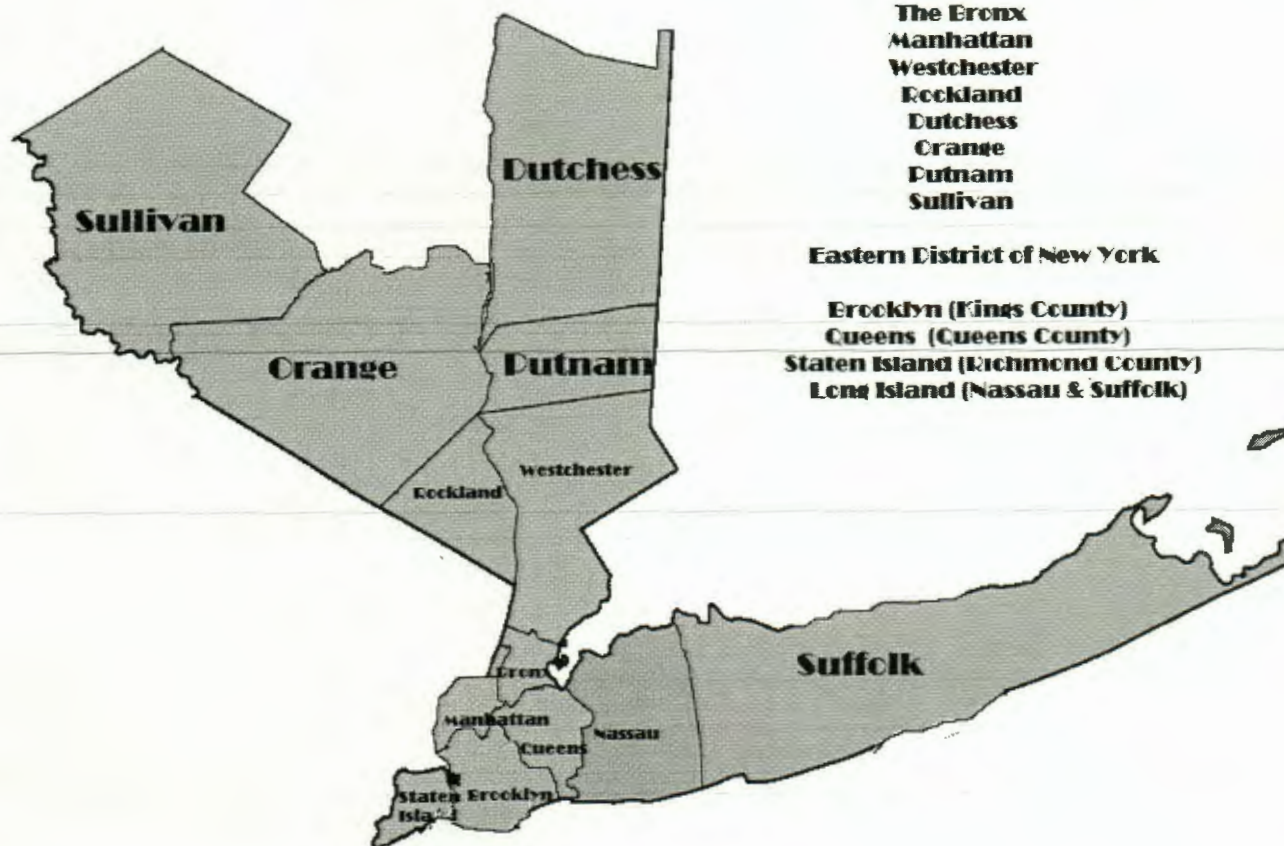 The Bronx
Manhattan
Westchester
Rockland
Dutchess
Orange
Putnam
Sullivan
Eastern District of New York
Brooklyn (Kings County)
Queens (Queens County)
Staten Island (Richmond County)
Long Island (Nassau & Suffolk)
Dutchess
Sullivan
Orange
Putnam
Westchester
Rockland
Bronx
Suffolk
Manhattan
Nassau
Queens
Staten
Brooklyn